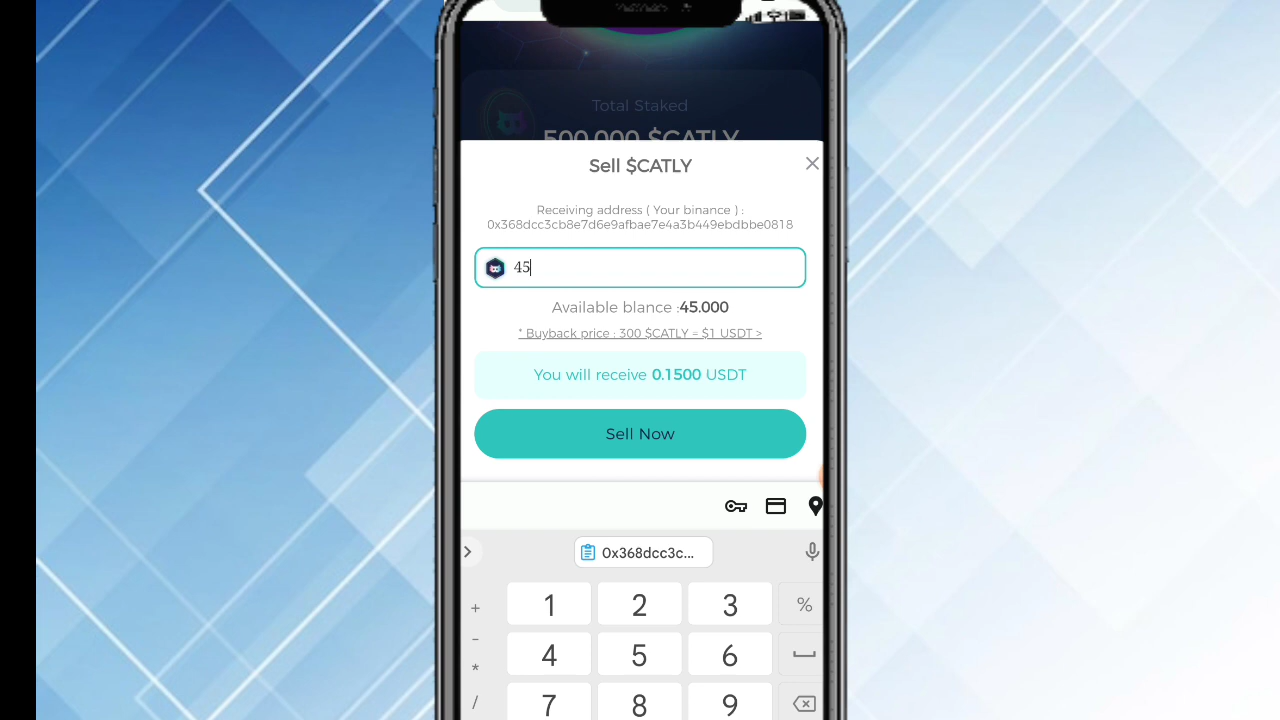 Total Staked
500.000 $CATLY
Sell $CATLY
Receiving address ( Your binance ) :
0x368dcc3cb8e7d6e9afbae7e4a3b449ebdbbe0818
45
Available blance :45.000
* Buyback price : 300 $CATLY = $1 USDT >
You will receive 0.1500 USDT
Sell Now
0x368dcc3c...
+ 1 2 3 %
-
4 5 6
*
/ 7 8 9